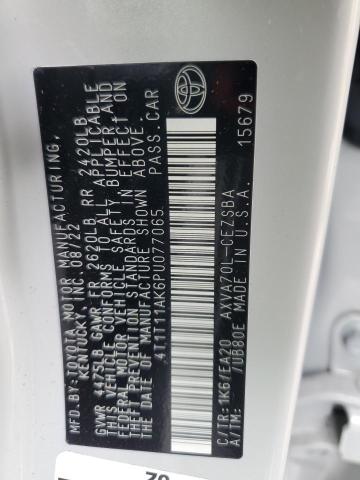 MFD.BY:TOYOTA MOTOR MANUFACTURING,
KENTUCKY, INC. 08/22
GVWR 4475LB GAWR FR 2620LB RR 2420LB
THIS VEHICLE CONFORMS TO ALL APPLICABLE
FEDERAL MOTOR VEHICLE SAFETY, BUMPER, AND
THEFT PREVENTION STANDARDS IN EFFECT ON
THE DATE OF MANUFACTURE SHOWN ABOVE.
4T1T11AK6PU077065 PASS.CAR
C/TR:1K6/EA20 AXVA70L-CEZSBA
A/TM: /UB80E MADE IN U.S.A. 15679